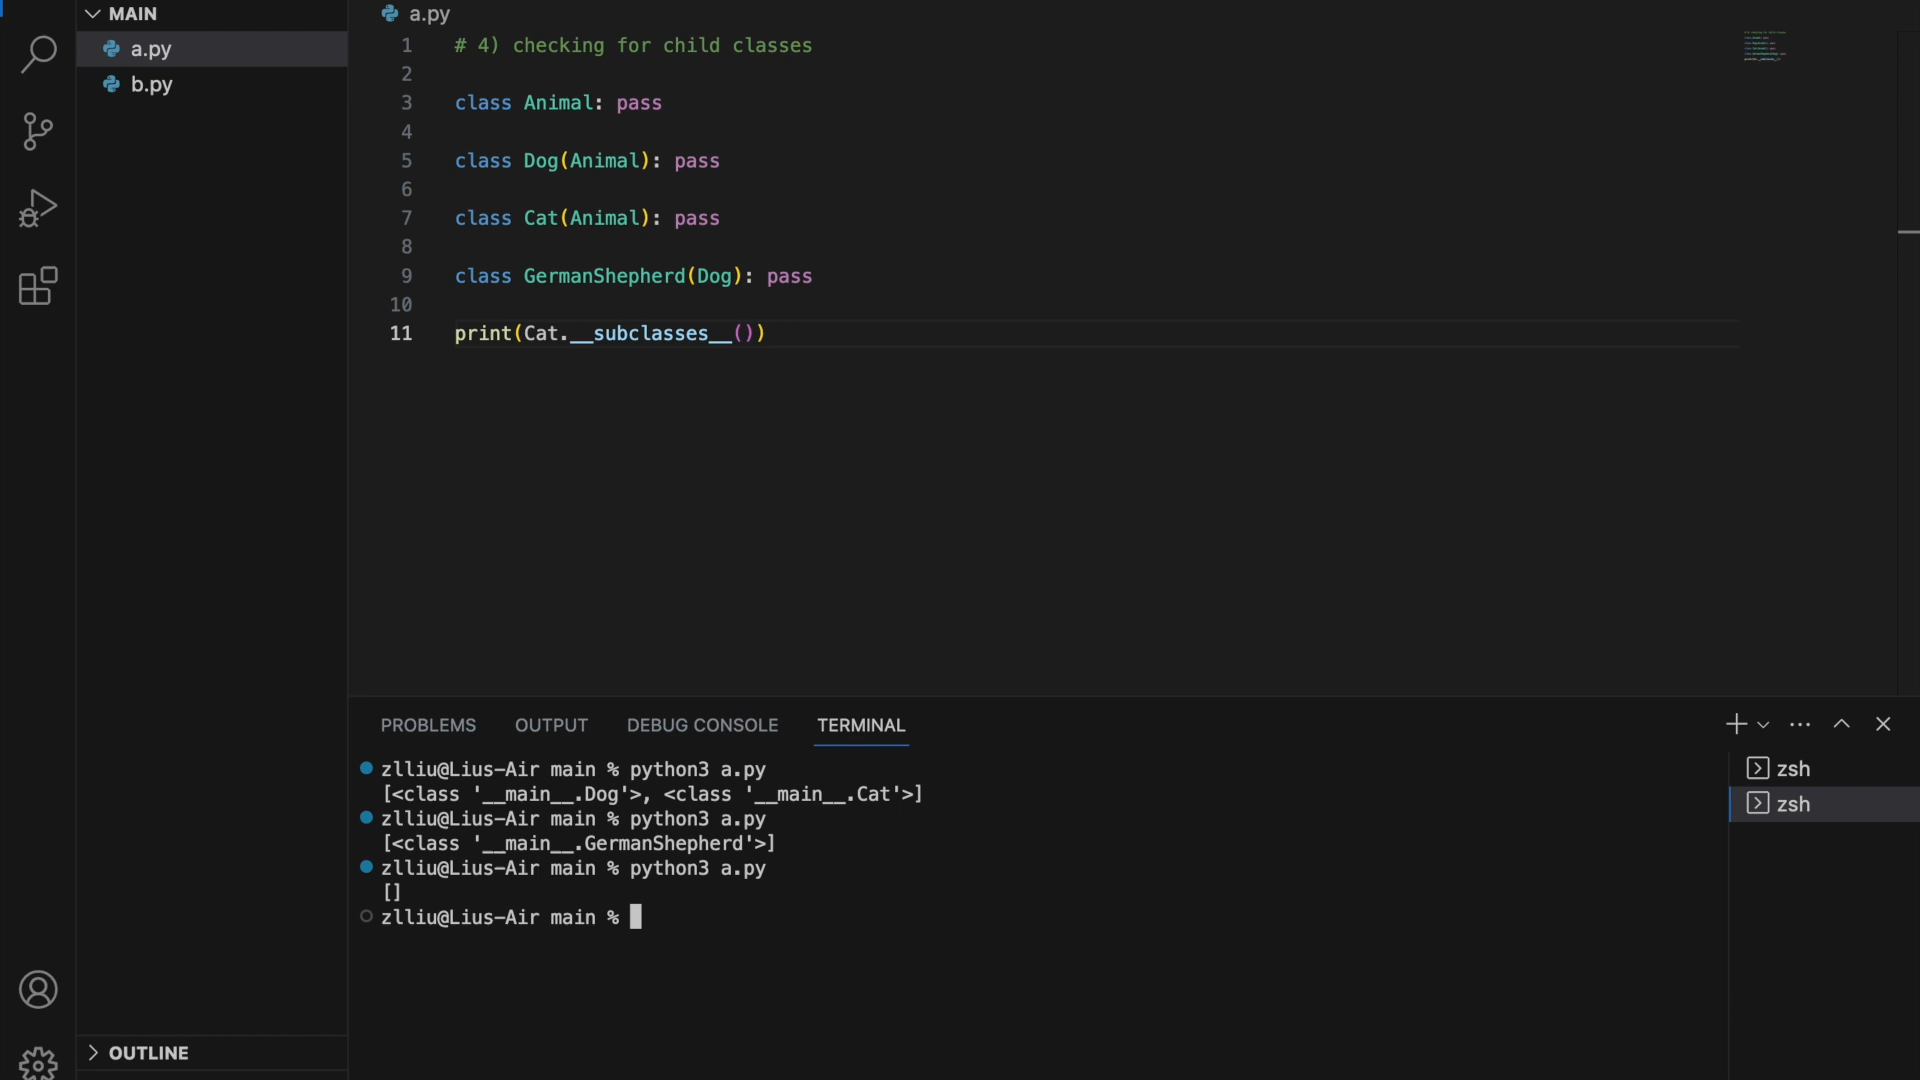 MAIN
a.py
b.py
OUTLINE
a.py
1 # 4) checking for child classes
2
3 class Animal: pass
4
5 class Dog(Animal): pass
6
7 class Cat(Animal): pass
8
9 class GermanShepherd(Dog): pass
10
11 print(Cat.__subclasses__())
PROBLEMS OUTPUT DEBUG CONSOLE TERMINAL
zlliu@Lius-Air main % python3 a.py
[<class '__main__.Dog'>, <class '__main__.Cat'>]
zlliu@Lius-Air main % python3 a.py
[<class '__main__.GermanShepherd'>]
zlliu@Lius-Air main % python3 a.py
[]
zlliu@Lius-Air main %
zsh
zsh